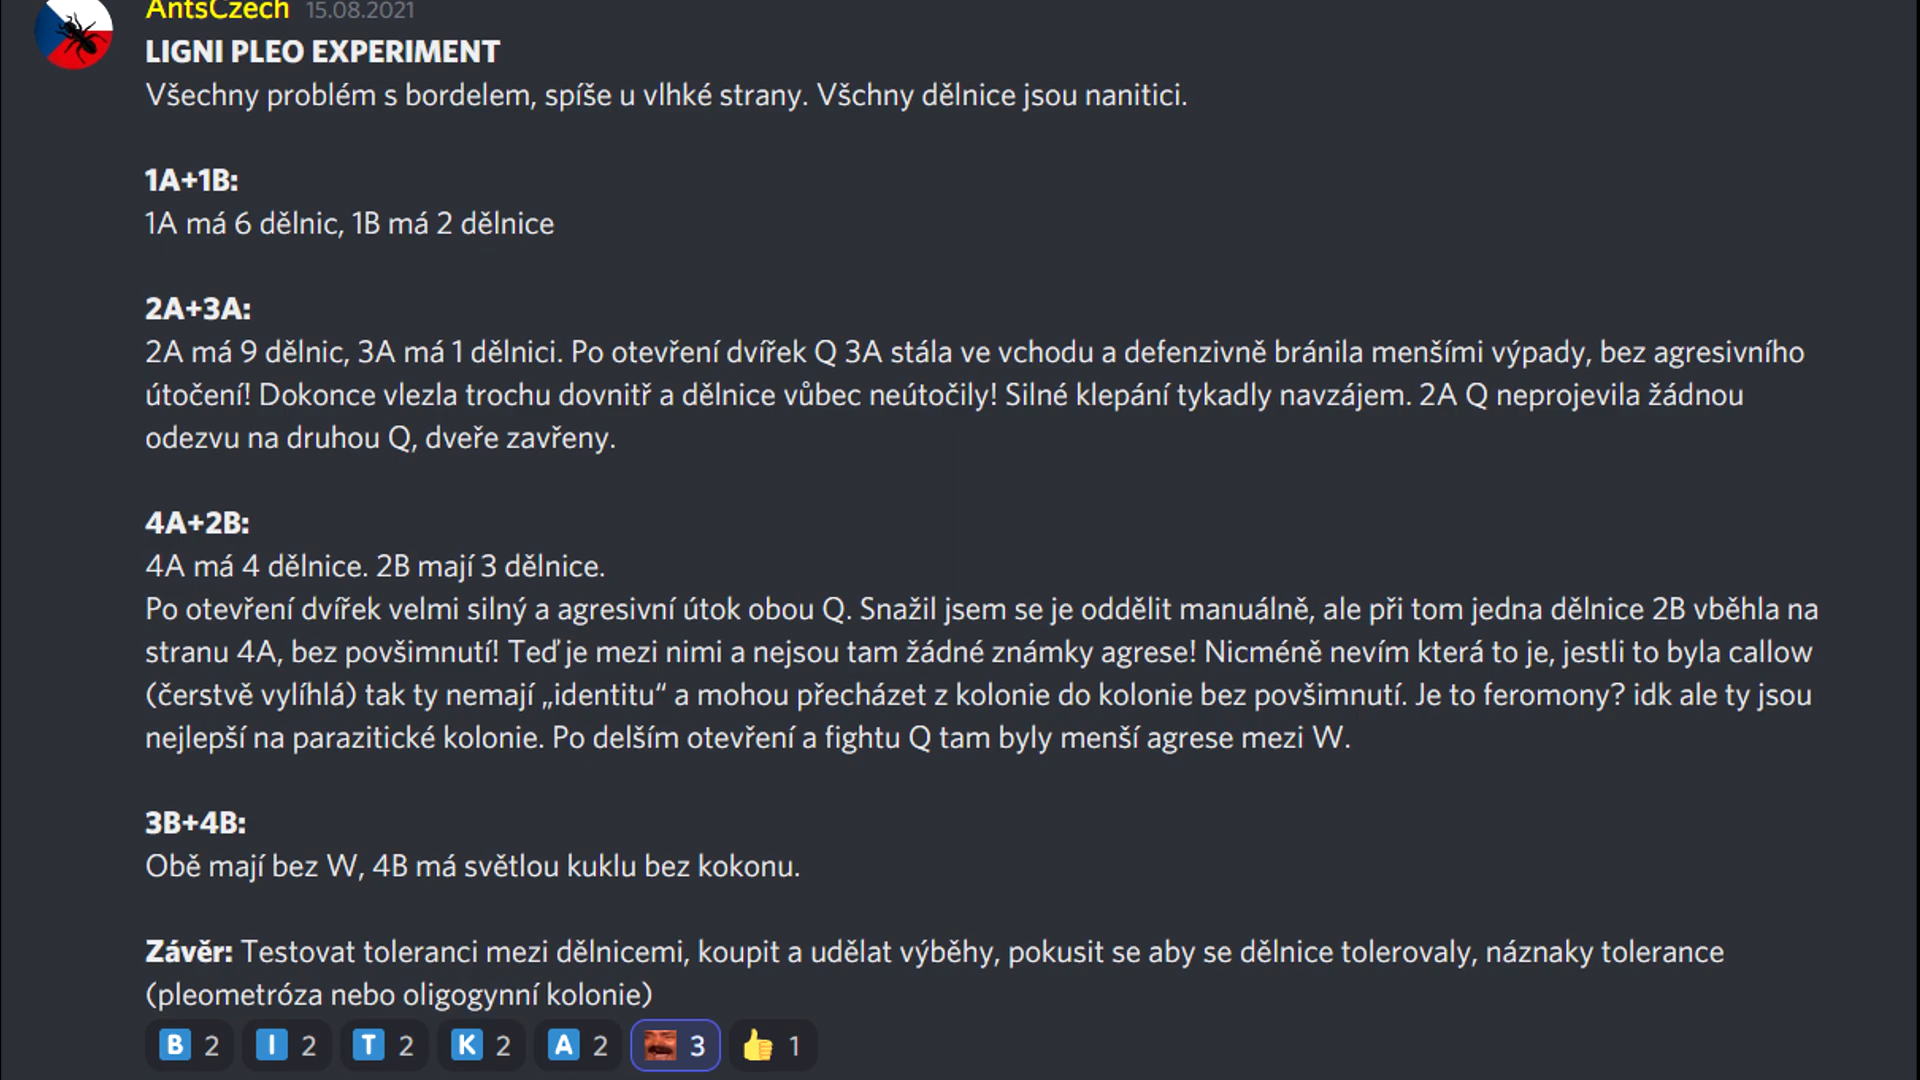 AntsCzech 15.08.2021
LIGNI PLEO EXPERIMENT
Všechny problém s bordelem, spíše u vlhké strany. Všchny dělnice jsou nanitici.
1A+1B:
1A má 6 dělnic, 1B má 2 dělnice
2A+3A:
2A má 9 dělnic, 3A má 1 dělnici. Po otevření dvířek Q 3A stála ve vchodu a defenzivně bránila menšími výpady, bez agresivního
útočení! Dokonce vlezla trochu dovnitř a dělnice vůbec neútočily! Silné klepání tykadly navzájem. 2A Q neprojevila žádnou
odezvu na druhou Q, dveře zavřeny.
4A+2B:
4A má 4 dělnice. 2B mají 3 dělnice.
Po otevření dvířek velmi silný a agresivní útok obou Q. Snažil jsem se je oddělit manuálně, ale při tom jedna dělnice 2B vběhla na
stranu 4A, bez povšimnutí! Teď je mezi nimi a nejsou tam žádné známky agrese! Nicméně nevím která to je, jestli to byla callow
(čerstvě vylíhlá) tak ty nemají „identitu“ a mohou přecházet z kolonie do kolonie bez povšimnutí. Je to feromony? idk ale ty jsou
nejlepší na parazitické kolonie. Po delším otevření a fightu Q tam byly menší agrese mezi W.
3B+4B:
Obě mají bez W, 4B má světlou kuklu bez kokonu.
Závěr: Testovat toleranci mezi dělnicemi, koupit a udělat výběhy, pokusit se aby se dělnice tolerovaly, náznaky tolerance
(pleometróza nebo oligogynní kolonie)
B 2 I 2 T 2 K 2 A 2 3 1